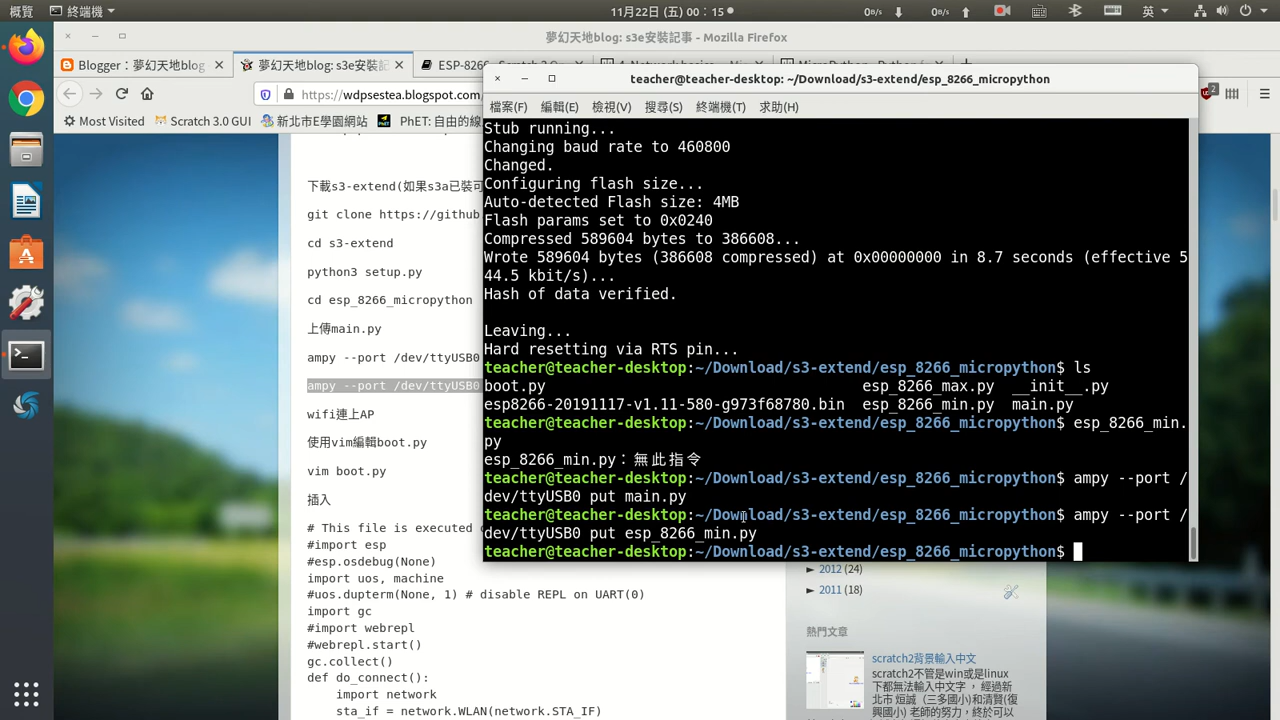 概覽 終端機 11月22日 (五) 00：15 0B/s 0B/s 英
夢幻天地blog: s3e安裝記事 - Mozilla Firefox
Blogger：夢幻天地blog 夢幻天地blog: s3e安裝記
https://wdpsestea.blogspot.com
2
Most Visited Scratch 3.0 GUI 新北市E學園網站 PhET: 自由的
下載s3-extend(如果s3a已裝可
git clone https://github
cd s3-extend
python3 setup.py
cd esp_8266_micropython
上傳main.py
ampy --port /dev/ttyUSB0
ampy --port /dev/ttyUSB0
wifi連上AP
使用vim編輯boot.py
vim boot.py
插入
# This file is executed
#import esp
#esp.osdebug(None)
import uos, machine
#uos.dupterm(None, 1) # disable REPL on UART(0)
import gc
#import webrepl
#webrepl.start()
gc.collect()
def do_connect():
import network
sta_if = network.WLAN(network.STA_IF)
teacher@teacher-desktop: ~/Download/s3-extend/esp_8266_micropython
檔案(F) 編輯(E) 檢視(V) 搜尋(S) 終端機(T) 求助(H)
Stub running...
Changing baud rate to 460800
Changed.
Configuring flash size...
Auto-detected Flash size: 4MB
Flash params set to 0x0240
Compressed 589604 bytes to 386608...
Wrote 589604 bytes (386608 compressed) at 0x00000000 in 8.7 seconds (effective 5
44.5 kbit/s)...
Hash of data verified.
Leaving...
Hard resetting via RTS pin...
teacher@teacher-desktop:~/Download/s3-extend/esp_8266_micropython$ ls
boot.py esp_8266_max.py __init__.py
esp8266-20191117-v1.11-580-g973f68780.bin esp_8266_min.py main.py
teacher@teacher-desktop:~/Download/s3-extend/esp_8266_micropython$ esp_8266_min.
py
esp_8266_min.py：無此指令
teacher@teacher-desktop:~/Download/s3-extend/esp_8266_micropython$ ampy --port /
dev/ttyUSB0 put main.py
teacher@teacher-desktop:~/Download/s3-extend/esp_8266_micropython$ ampy --port /
dev/ttyUSB0 put esp_8266_min.py
teacher@teacher-desktop:~/Download/s3-extend/esp_8266_micropython$
► 2012 (24)
► 2011 (18)
熱門文章
scratch2背景輸入中文
scratch2不管是win或是linux
下都無法輸入中文字 ， 經過新
北市 烜誠（三多國小)和清賢(復
興國小) 老師的努力，終於可以